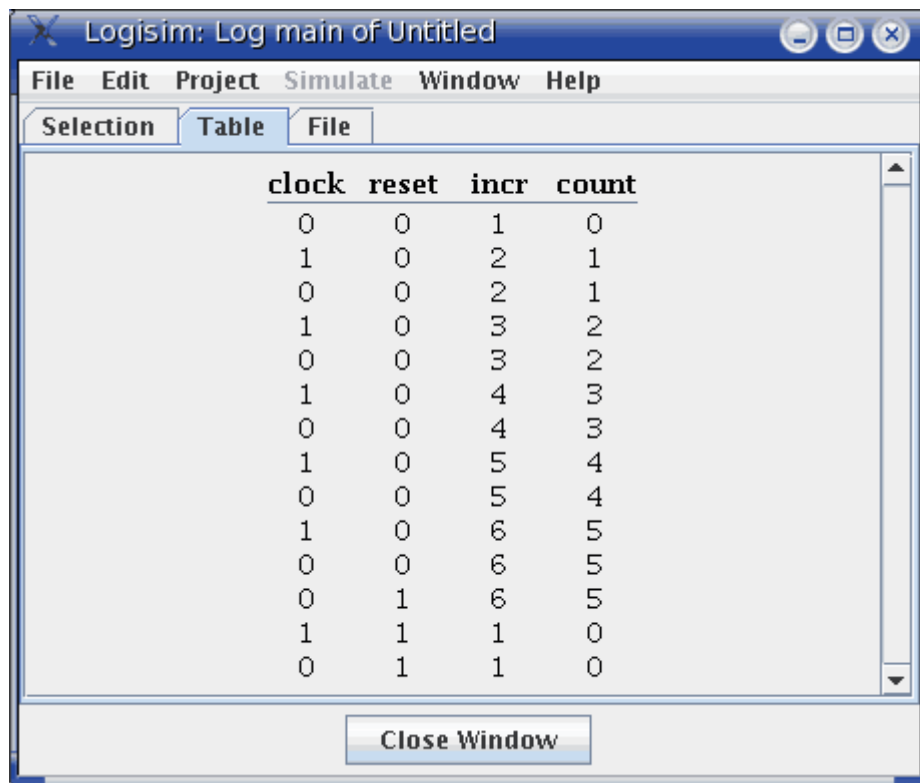 Logisim: Log main of Untitled
File Edit Project Simulate Window Help
Selection Table File
clock reset incr count
0 0 1 0
1 0 2 1
0 0 2 1
1 0 3 2
0 0 3 2
1 0 4 3
0 0 4 3
1 0 5 4
0 0 5 4
1 0 6 5
0 0 6 5
0 1 6 5
1 1 1 0
0 1 1 0
Close Window